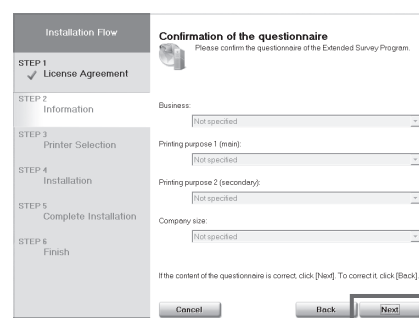 Installation Flow
STEP 1
License Agreement
STEP 2
Information
STEP 3
Printer Selection
STEP 4
Installation
STEP 5
Complete Installation
STEP 6
Finish
Confirmation of the questionnaire
Please confirm the questionnaire of the Extended Survey Program.
Business:
Not specified
Printing purpose 1 (main):
Not specified
Printing purpose 2 (secondary):
Not specified
Company size:
Not specified
If the content of the questionnaire is correct, click [Next]. To correct it, click [Back].
Cancel
Back
Next